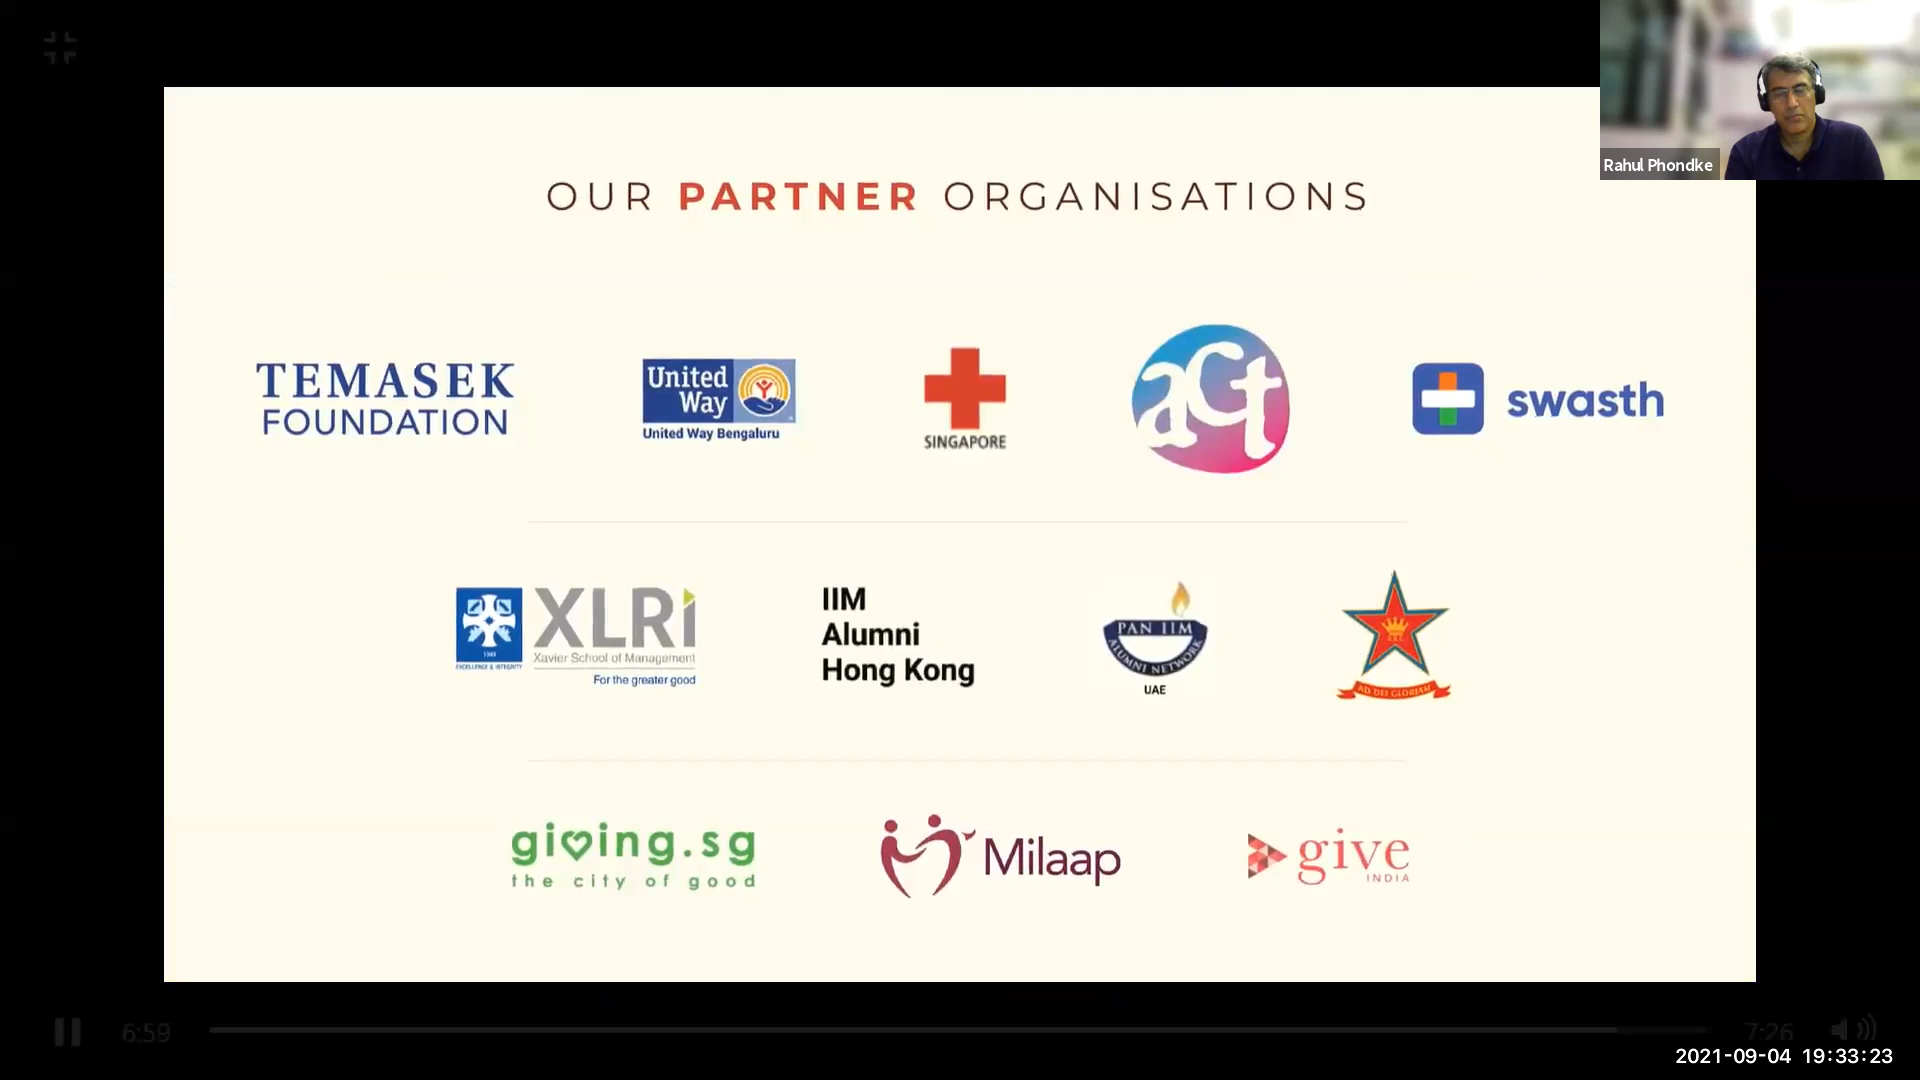 Rahul Phondke
OUR PARTNER ORGANISATIONS
TEMASEK
FOUNDATION
United
Way
United Way Bengaluru
SINGAPORE
act
swasth
EXCELLENCE & INTEGRITY
XLRi
Xavier School of Management
For the greater good
IIM
Alumni
Hong Kong
PAN IIM
ALUMNI NETWORK
UAE
AD DEI GLORIAM
giving.sg
the city of good
Milaap
give
INDIA
6:59
7:26
2021-09-04 19:33:23